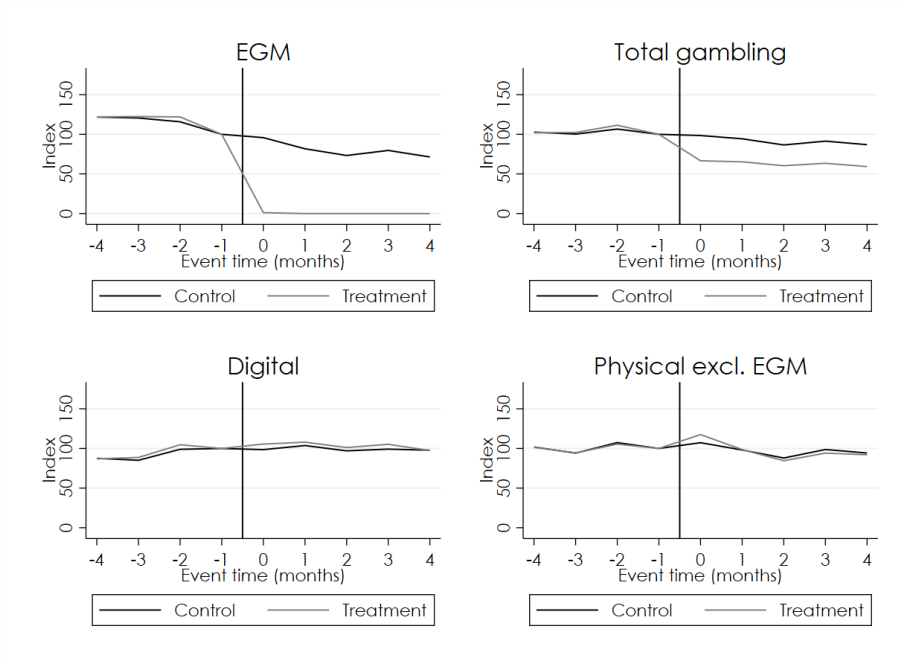 EGM
Index
150
100
50
0
-4 -3 -2 -1 0 1 2 3 4
Event time (months)
Control Treatment
Total gambling
Index
150
100
50
0
-4 -3 -2 -1 0 1 2 3 4
Event time (months)
Control Treatment
Digital
Index
150
100
50
0
-4 -3 -2 -1 0 1 2 3 4
Event time (months)
Control Treatment
Physical excl. EGM
Index
150
100
50
0
-4 -3 -2 -1 0 1 2 3 4
Event time (months)
Control Treatment